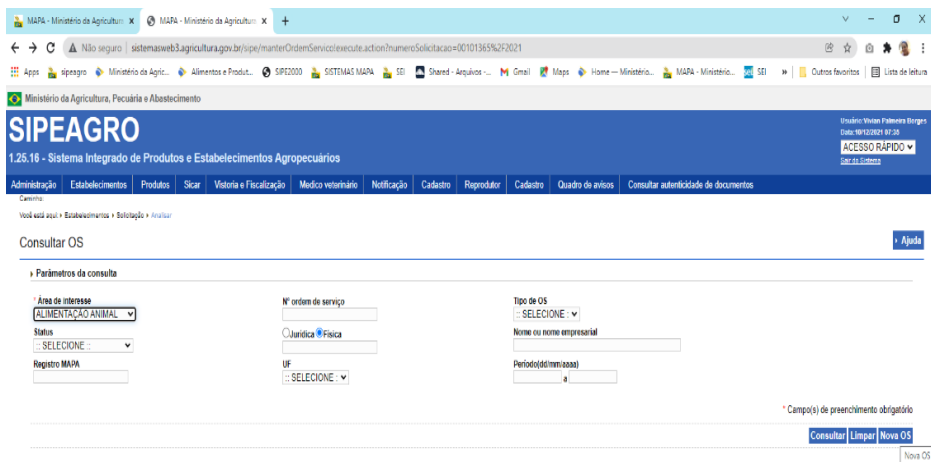 MAPA - Ministério da Agricultur X MAPA - Ministério da Agricultur X +
Não seguro | sistemasweb3.agricultura.gov.br/sipe/manterOrdemServico!execute.action?numeroSolicitacao=00101365%2F2021
Apps sipeagro Ministério da Agric... Alimentos e Produt... SIPE2000 SISTEMAS MAPA SEI Shared - Arquivos -... Gmail Maps Home — Ministério... MAPA - Ministério... SEI » Outros favoritos Lista de leitura
Ministério da Agricultura, Pecuária e Abastecimento
SIPEAGRO
Usuário: Vivian Palmeira Borges
Data: 10/12/2021 07:28
ACESSO RÁPIDO
1.25.16 - Sistema Integrado de Produtos e Estabelecimentos Agropecuários
Sair do Sistema
Administração Estabelecimentos Produtos Sicar Vistoria e Fiscalização Medico veterinário Notificação Cadastro Reprodutor Cadastro Quadro de avisos Consultar autenticidade de documentos
Caminho:
Você está aqui: Estabelecimentos Solicitação Analisar
Consultar OS
Ajuda
Parâmetros da consulta
* Área de interesse Nº ordem de serviço Tipo de OS
ALIMENTAÇÃO ANIMAL :: SELECIONE :
Status Jurídica Física Nome ou nome empresarial
:: SELECIONE ::
Registro MAPA UF Período(dd/mm/aaaa)
:: SELECIONE : a
* Campo(s) de preenchimento obrigatório
Consultar Limpar Nova OS
Nova OS